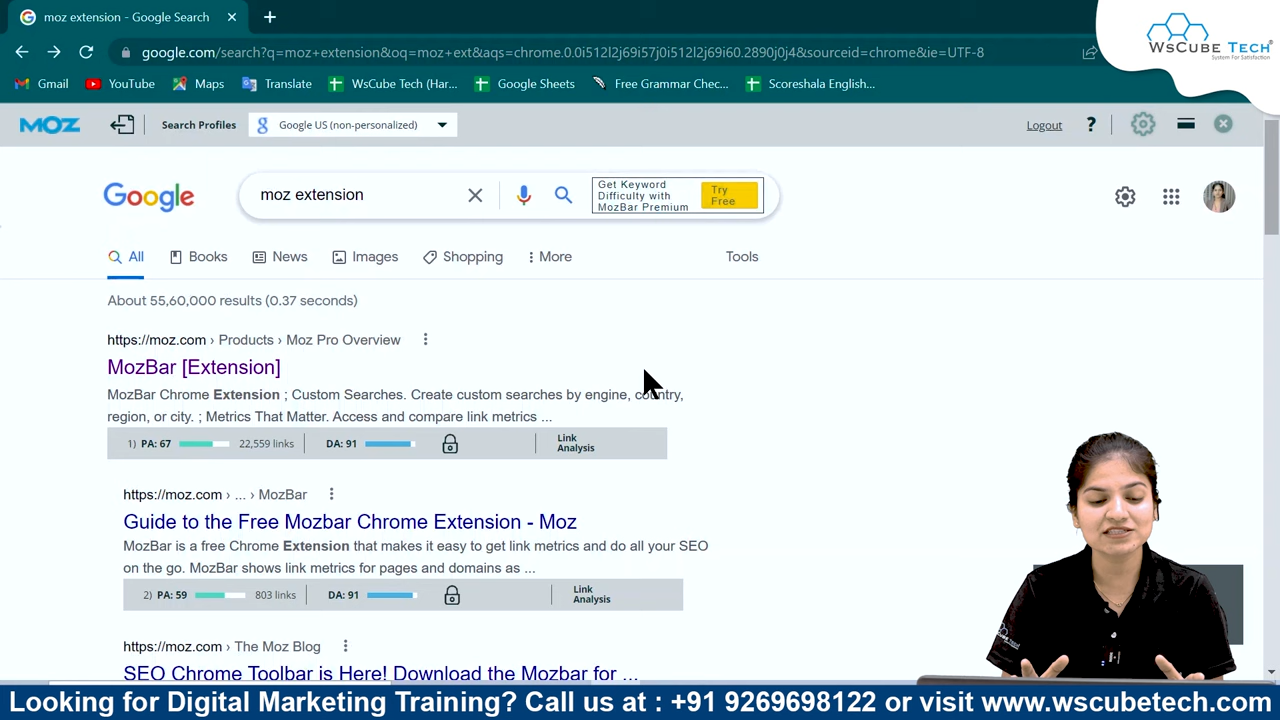 moz extension - Google Search
WsCube Tech®
System For Satisfaction
google.com/search?q=moz+extension&oq=moz+ext&aqs=chrome.0.0i512l2j69i57j0i512l2j69i60.2890j0j4&sourceid=chrome&ie=UTF-8
Gmail YouTube Maps Translate WsCube Tech (Har... Google Sheets Free Grammar Chec... Scoreshala English...
MOZ Search Profiles Google US (non-personalized) Logout ?
Google moz extension
Get Keyword
Difficulty with
MozBar Premium
Try
Free
All Books News Images Shopping More Tools
About 55,60,000 results (0.37 seconds)
https://moz.com › Products › Moz Pro Overview
MozBar [Extension]
MozBar Chrome Extension ; Custom Searches. Create custom searches by engine, country,
region, or city. ; Metrics That Matter. Access and compare link metrics ...
1) PA: 67 22,559 links DA: 91 Link
Analysis
https://moz.com › ... › MozBar
Guide to the Free Mozbar Chrome Extension - Moz
MozBar is a free Chrome Extension that makes it easy to get link metrics and do all your SEO
on the go. MozBar shows link metrics for pages and domains as ...
2) PA: 59 803 links DA: 91 Link
Analysis
https://moz.com › The Moz Blog
SEO Chrome Toolbar is Here! Download the Mozbar for ...
Looking for Digital Marketing Training? Call us at : +91 9269698122 or visit www.wscubetech.com